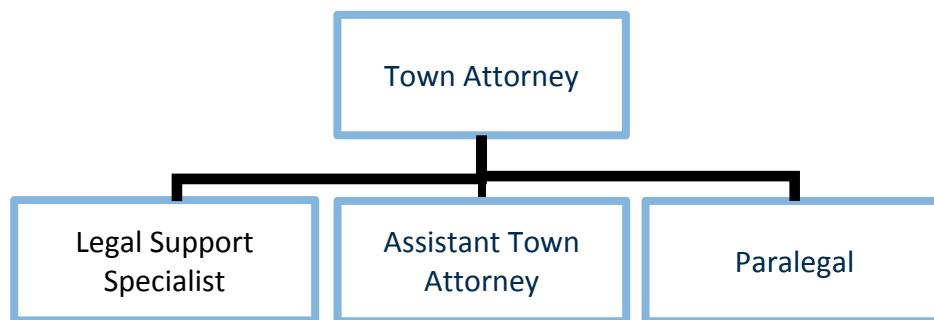 Town Attorney
Legal Support
Specialist
Assistant Town
Attorney
Paralegal